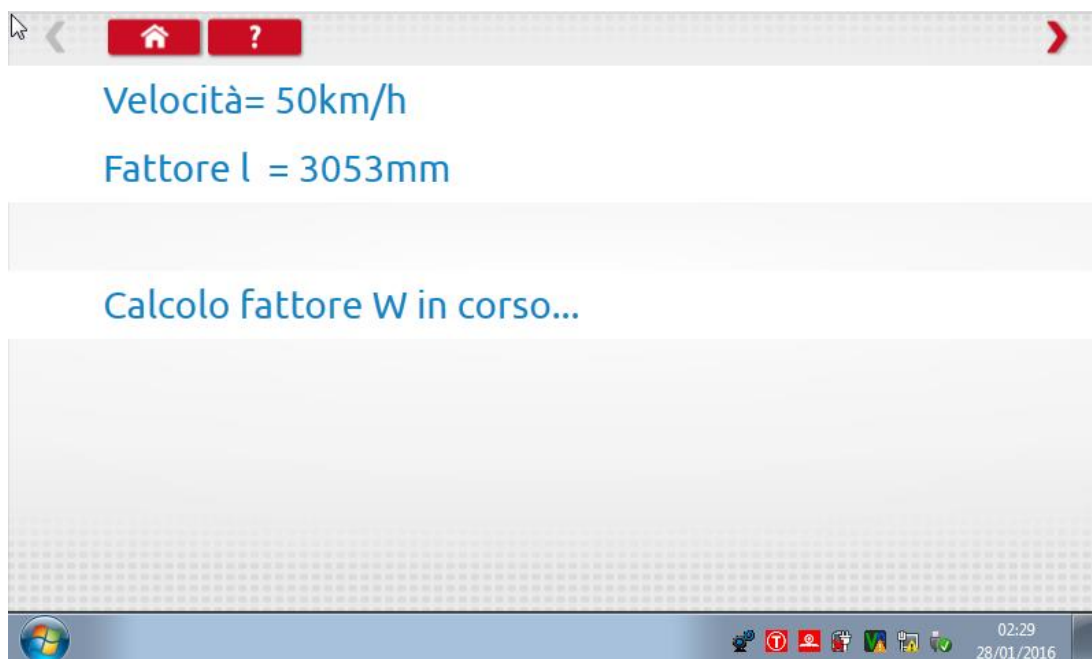 ?
Velocità= 50km/h
Fattore l = 3053mm
Calcolo fattore W in corso...
02:29
28/01/2016